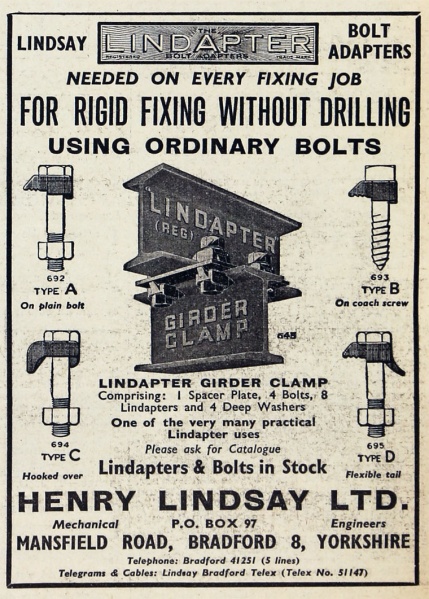 LINDSAY
THE
LINDAPTER
REGISTERED BOLT ADAPTERS TRADE MARK
BOLT
ADAPTERS
NEEDED ON EVERY FIXING JOB
FOR RIGID FIXING WITHOUT DRILLING
USING ORDINARY BOLTS
692
TYPE A
On plain bolt
LINDAPTER
(REG)
GIRDER
CLAMP
645
693
TYPE B
On coach screw
694
TYPE C
Hooked over
695
TYPE D
Flexible tail
LINDAPTER GIRDER CLAMP
Comprising: 1 Spacer Plate, 4 Bolts, 8
Lindapters and 4 Deep Washers
One of the very many practical
Lindapter uses
Please ask for Catalogue
Lindapters & Bolts in Stock
HENRY LINDSAY LTD.
Mechanical P.O. BOX 97 Engineers
MANSFIELD ROAD, BRADFORD 8, YORKSHIRE
Telephone: Bradford 41251 (5 lines)
Telegrams & Cables: Lindsay Bradford Telex (Telex No. 51147)